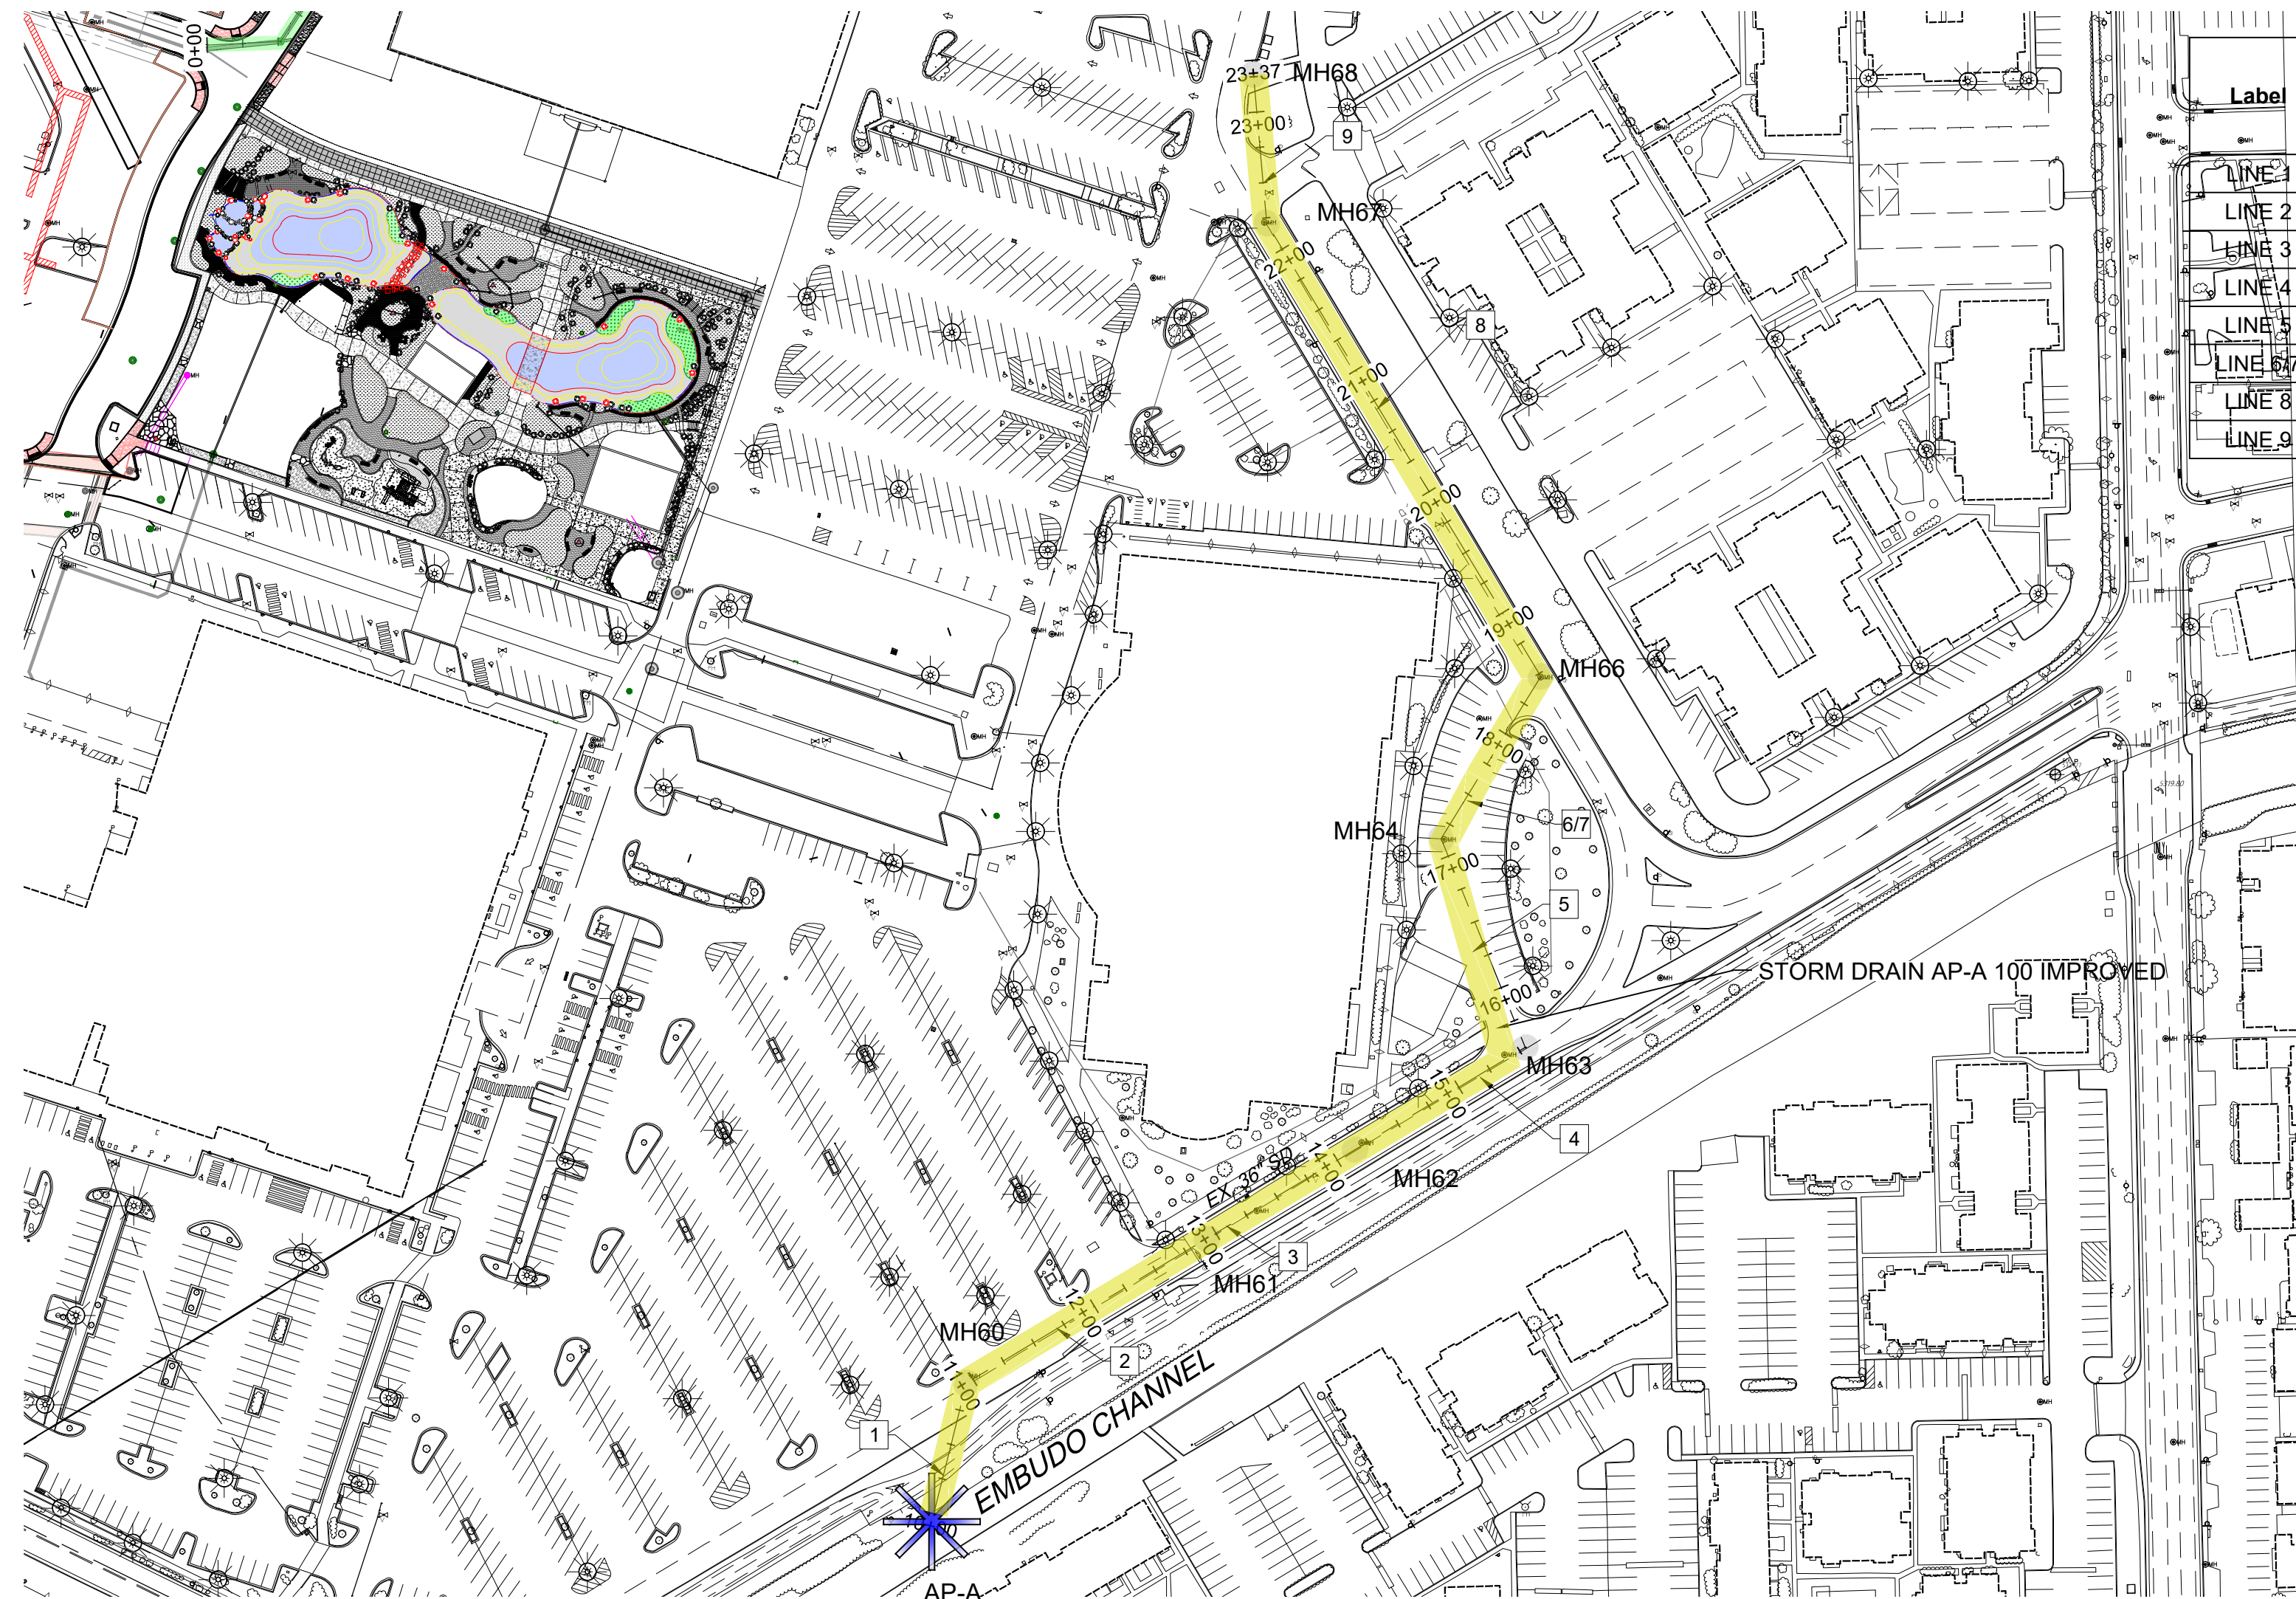 0+00
23+37 MH68
23+00
9
Label
LINE 1
LINE 2
LINE 3
LINE 4
LINE 5
LINE 6/7
LINE 8
LINE 9
MH67
22+00
8
21+00
20+00
19+00
MH66
18+00
6/7
MH64
17+00
5
16+00
STORM DRAIN AP-A 100 IMPROVED
MH63
15+00
4
14+00
MH62
EX. 36" SD
13+00
3
MH61
12+00
MH60
2
11+00
1
EMBUDO CHANNEL
AP-A